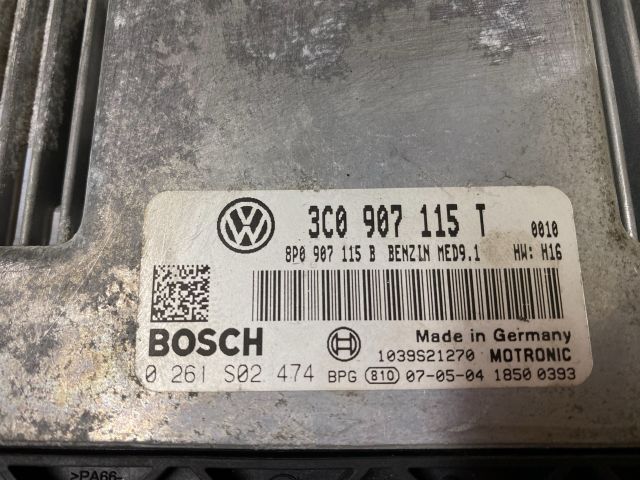 3C0 907 115 T 0010
8P0 907 115 B BENZIN MED9.1 HW: H16
BOSCH Made in Germany
1039S21270 MOTRONIC
0 261 S02 474 BPG 810 07-05-04 1850 0393
>PA66-